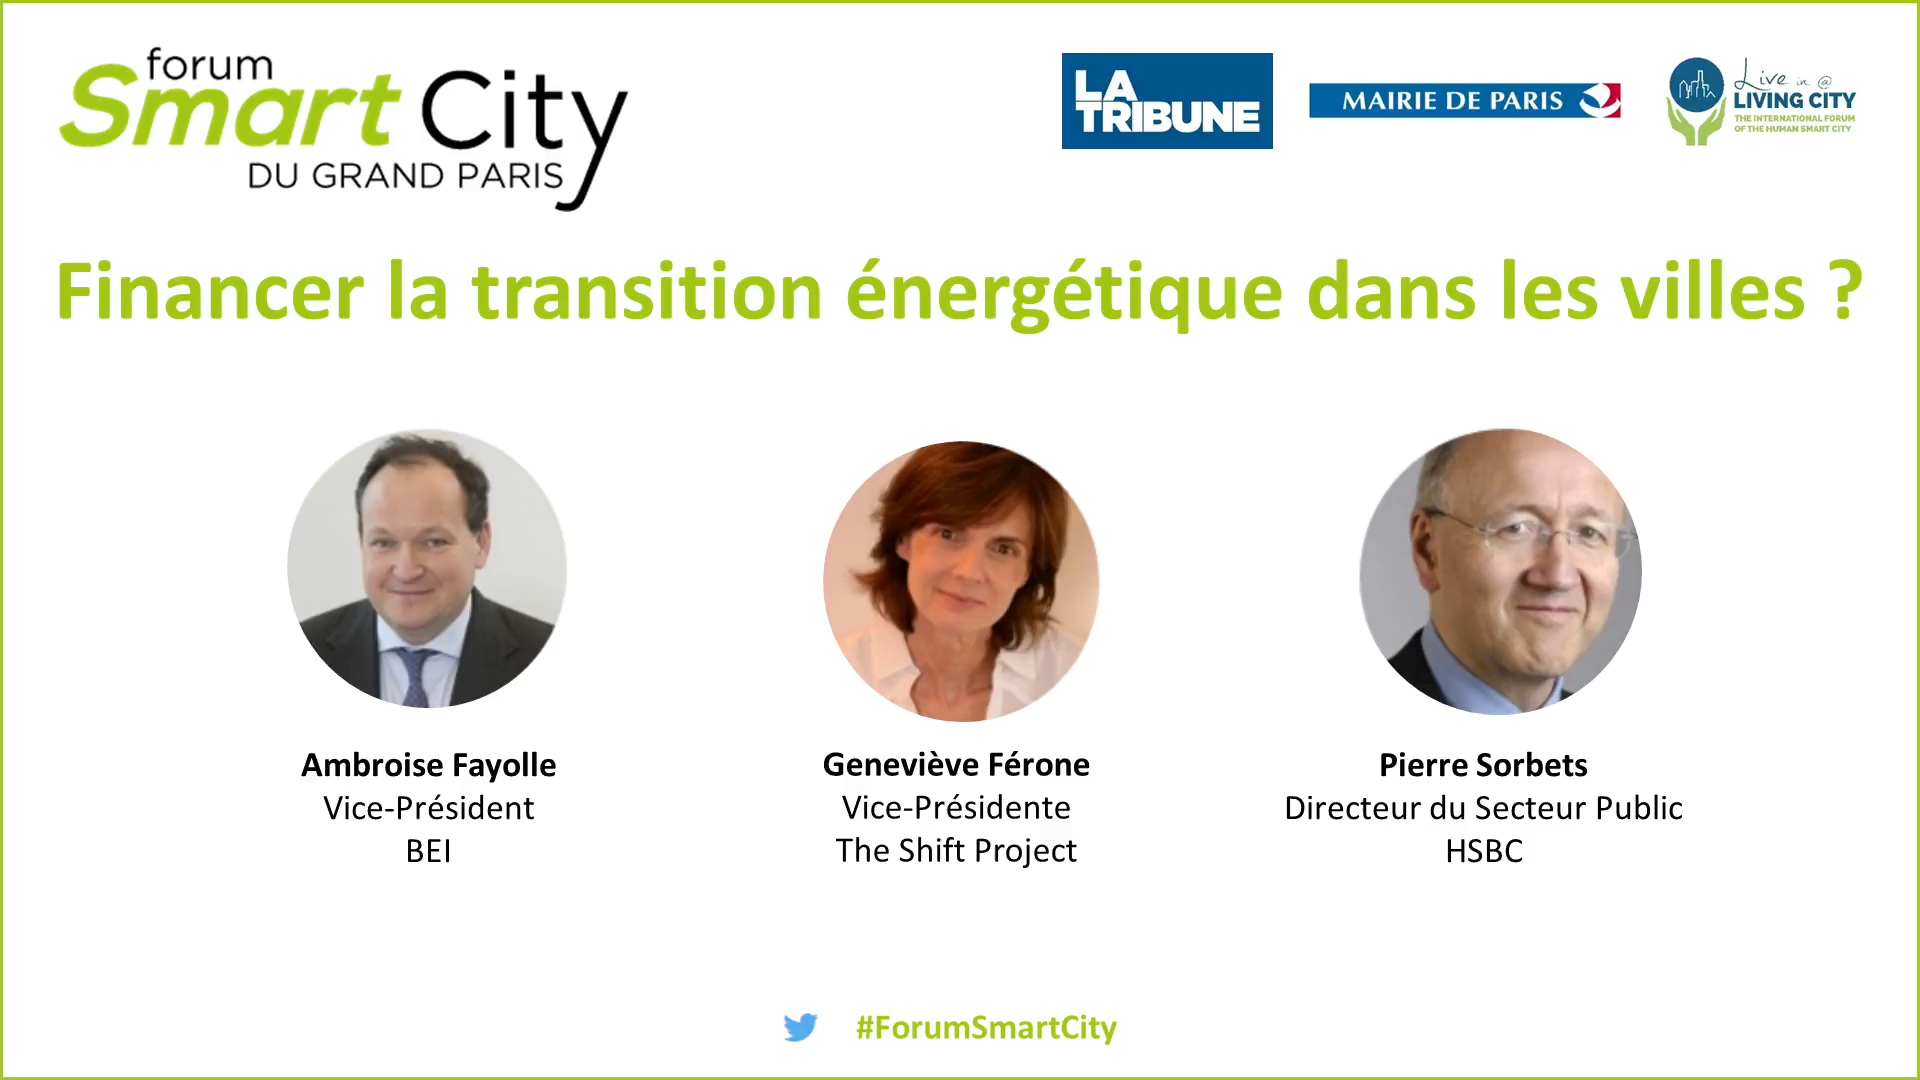 forum
Smart City
DU GRAND PARIS
LA
TRIBUNE
MAIRIE DE PARIS
Live in @
LIVING CITY
THE INTERNATIONAL FORUM
OF THE HUMAN SMART CITY
Financer la transition énergétique dans les villes ?
Ambroise Fayolle
Vice-Président
BEI
Geneviève Férone
Vice-Présidente
The Shift Project
Pierre Sorbets
Directeur du Secteur Public
HSBC
#ForumSmartCity